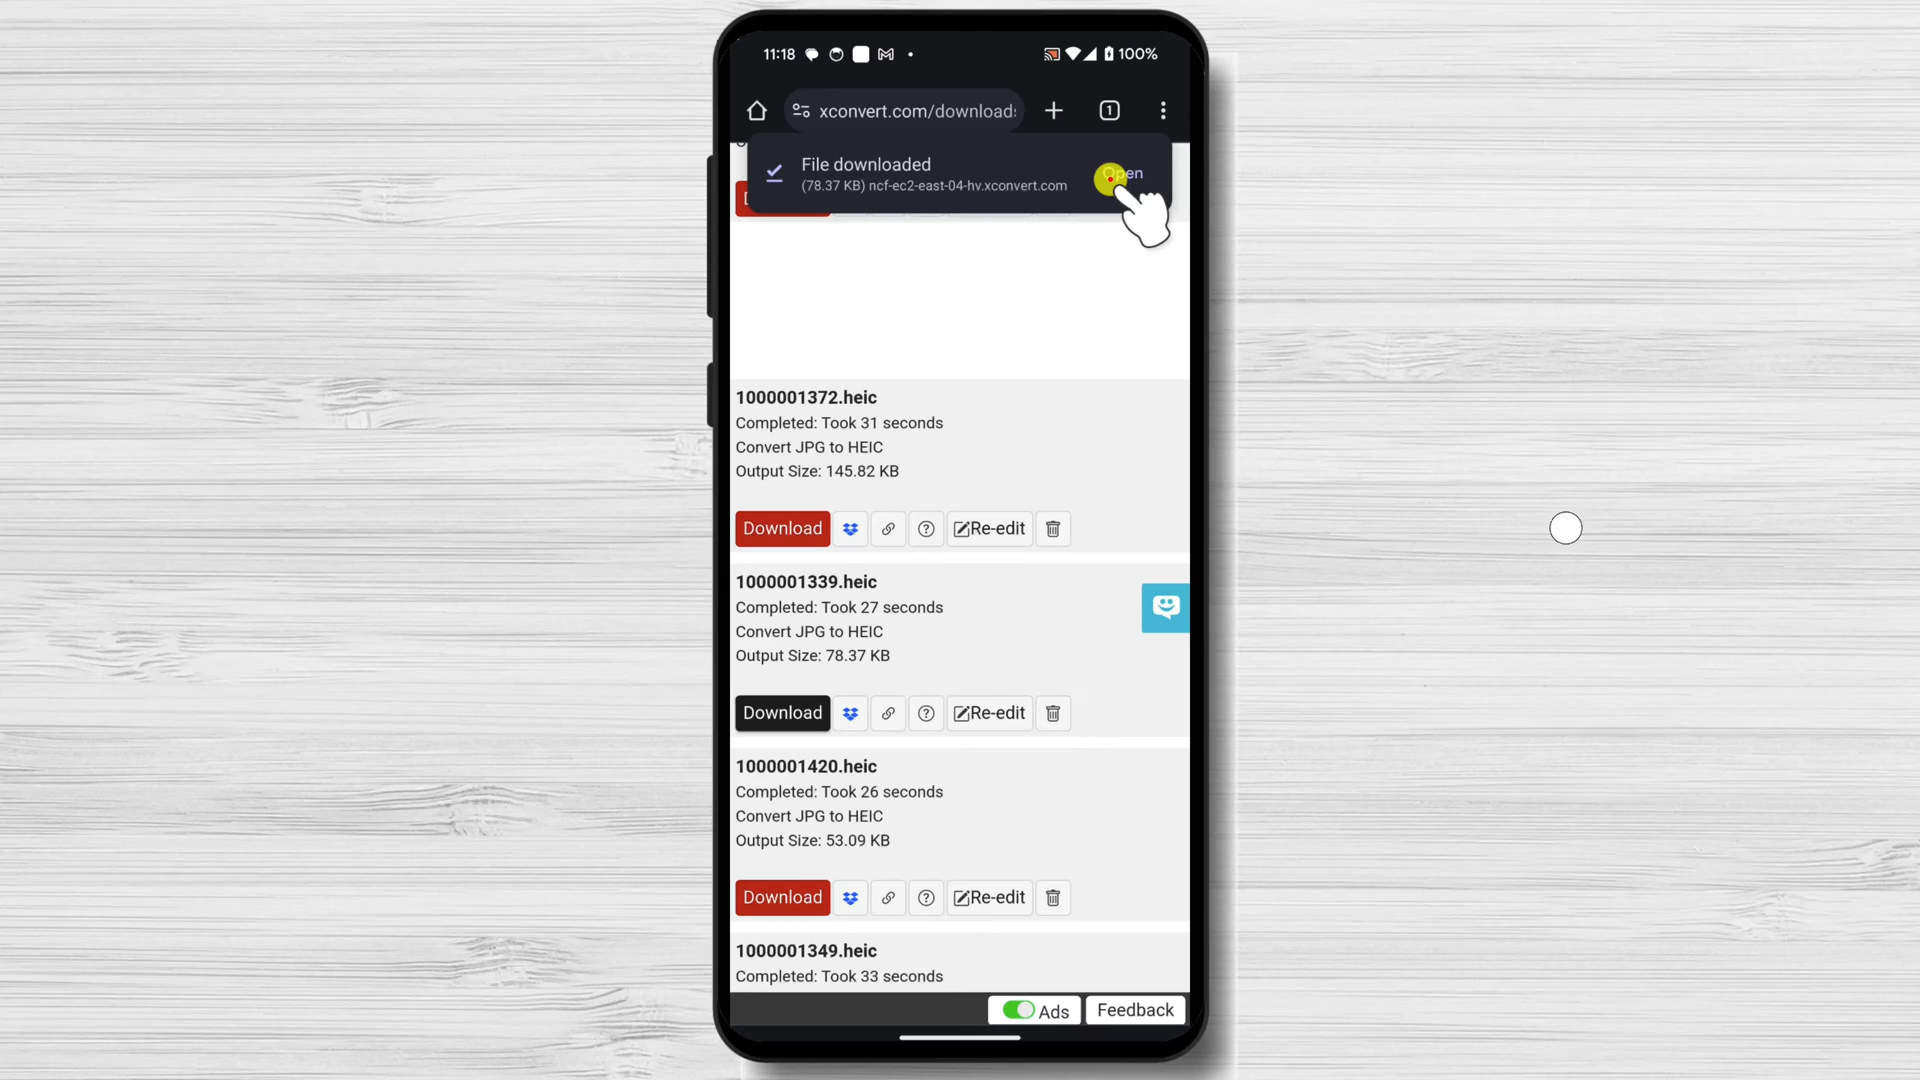 11:18
100%
xconvert.com/download
1
File downloaded
Open
(78.37 KB) ncf-ec2-east-04-hv.xconvert.com
1000001372.heic
Completed: Took 31 seconds
Convert JPG to HEIC
Output Size: 145.82 KB
Download
Re-edit
1000001339.heic
Completed: Took 27 seconds
Convert JPG to HEIC
Output Size: 78.37 KB
Download
Re-edit
1000001420.heic
Completed: Took 26 seconds
Convert JPG to HEIC
Output Size: 53.09 KB
Download
Re-edit
1000001349.heic
Completed: Took 33 seconds
Ads
Feedback